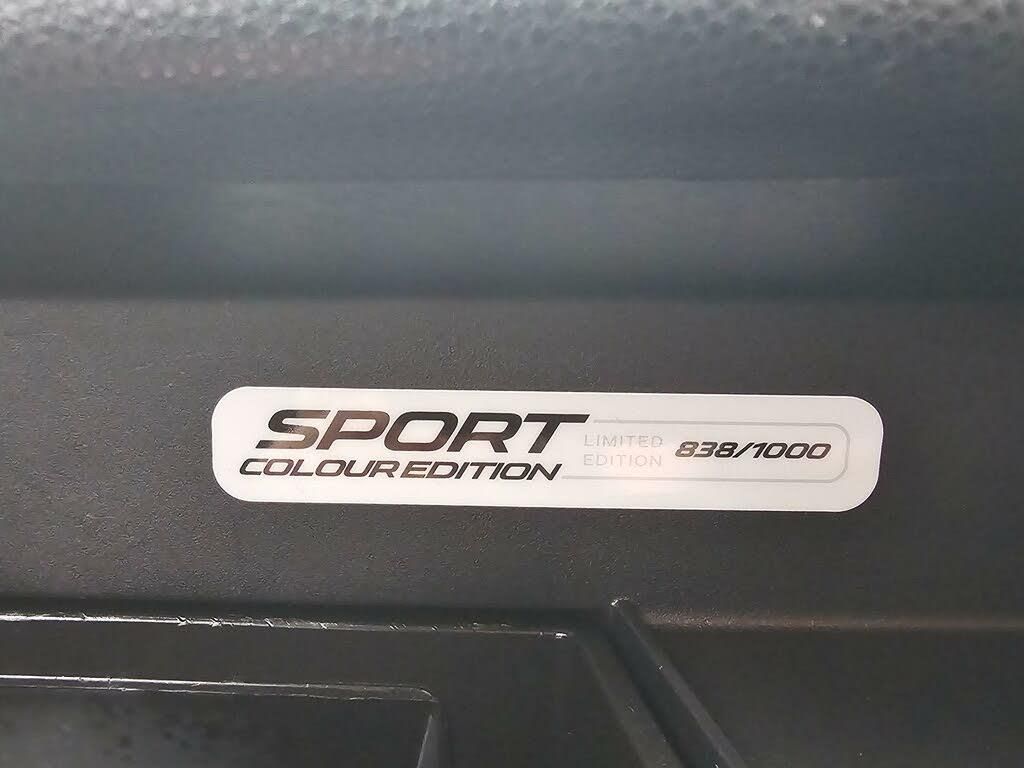 SPORT
COLOUR EDITION
LIMITED
EDITION
838/1000